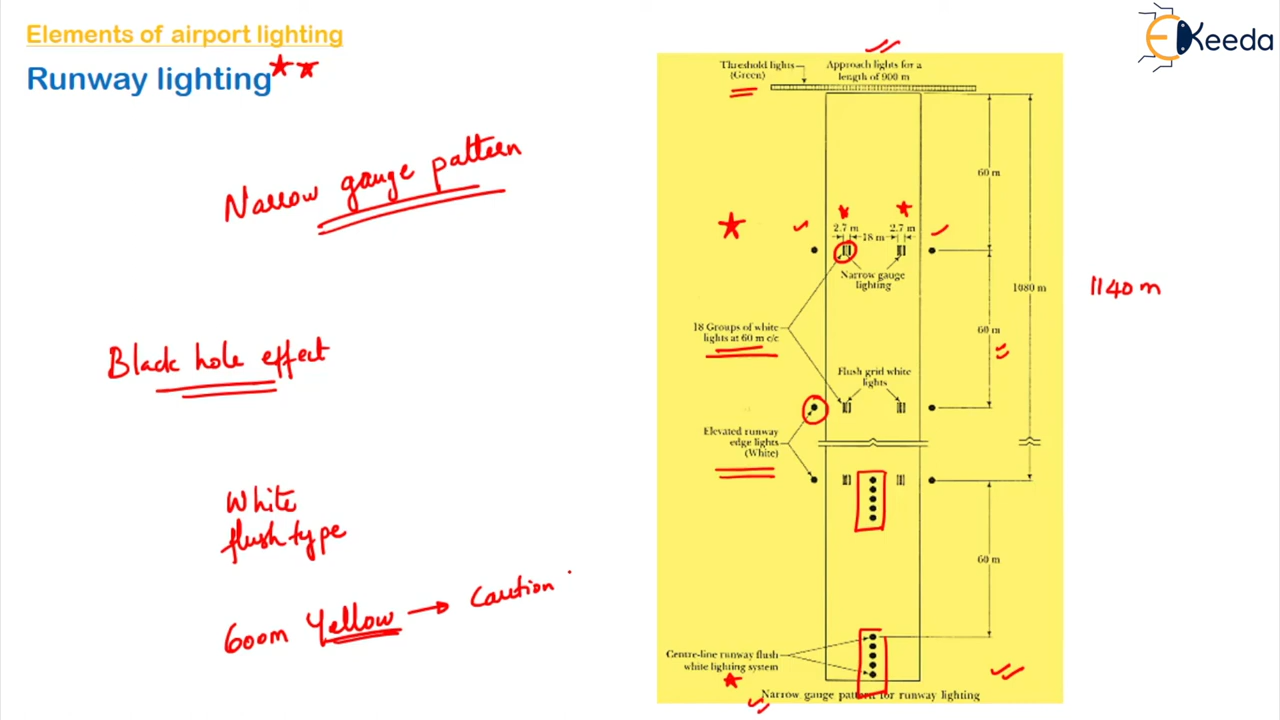 Elements of airport lighting
Runway lighting
Keeda
Narrow gauge pattern
Black hole effect
White
flush type
600m Yellow → Caution
Threshold lights
(Green)
Approach lights for a
length of 900 m
60 m
2.7 m
18 m
2.7 m
Narrow gauge
lighting
1080 m
1140 m
18 Groups of white
lights at 60 m c/c
60 m
Flush grid white
lights
Elevated runway
edge lights
(White)
60 m
Centre-line runway flush
white lighting system
Narrow gauge pattern for runway lighting